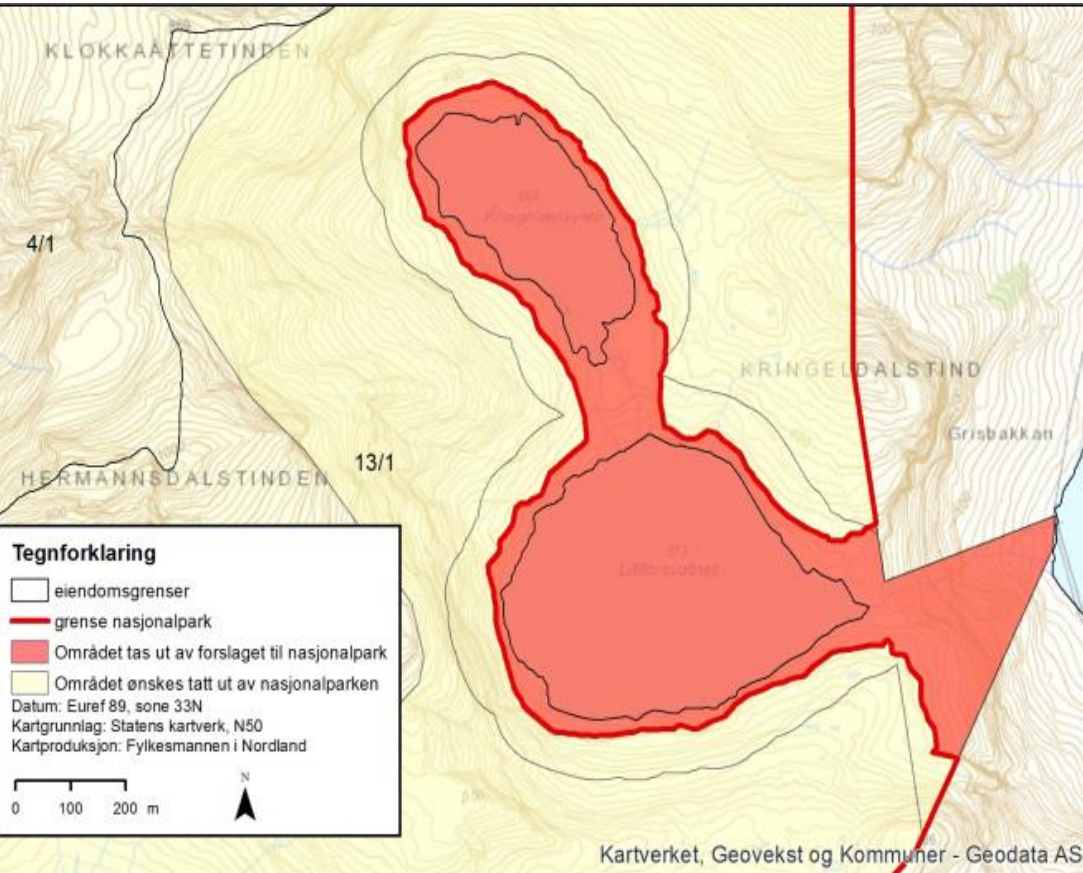 KLOKKAÅTTETINDEN
4/1
Kringeldalsvatn
KRINGELDALSTIND
Grisbakkan
13/1
HERMANNSDALSTINDEN
Tegnforklaring
eiendomsgrenser
grense nasjonalpark
Området tas ut av forslaget til nasjonalpark
Området ønskes tatt ut av nasjonalparken
Datum: Euref 89, sone 33N
Kartgrunnlag: Statens kartverk, N50
Kartproduksjon: Fylkesmannen i Nordland
N
0 100 200 m
Kartverket, Geovekst og Kommuner - Geodata AS